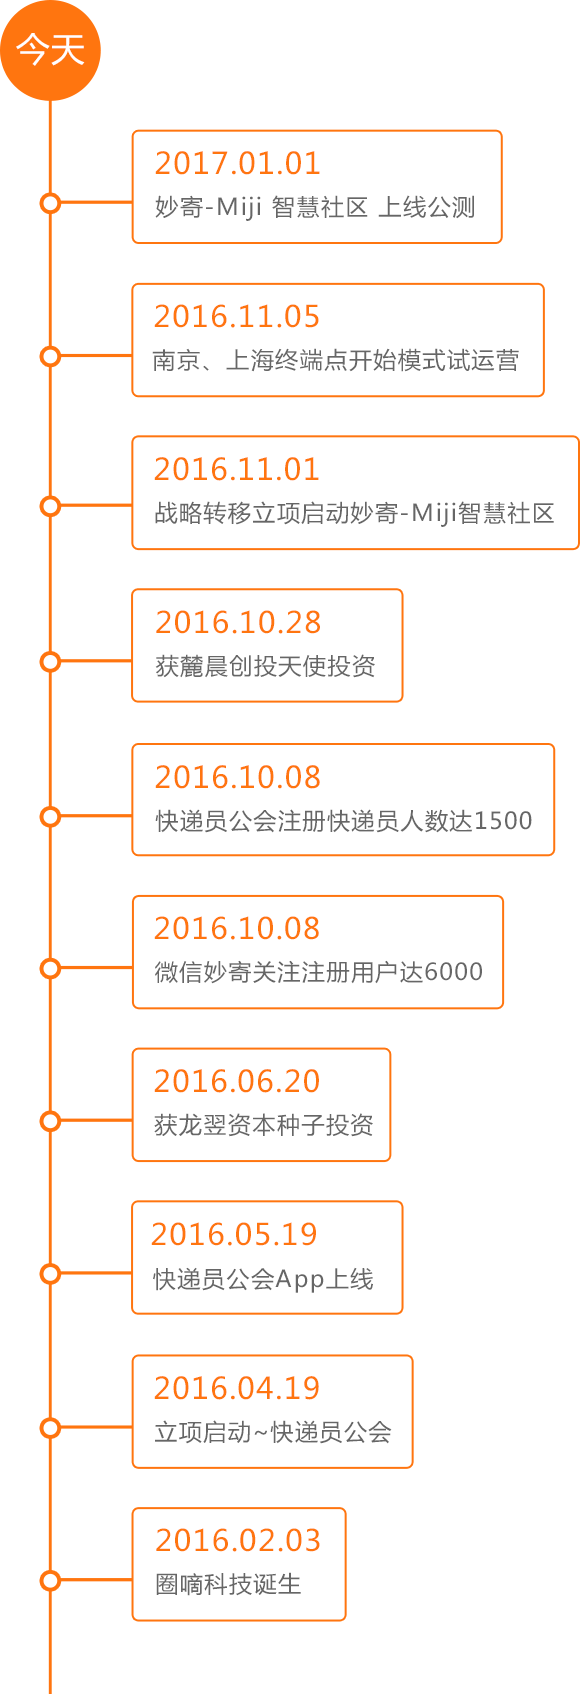 今天
2017.01.01
妙寄-Miji 智慧社区 上线公测
2016.11.05
南京、上海终端点开始模式试运营
2016.11.01
战略转移立项启动妙寄-Miji智慧社区
2016.10.28
获麓晨创投天使投资
2016.10.08
快递员公会注册快递员人数达1500
2016.10.08
微信妙寄关注注册用户达6000
2016.06.20
获龙翌资本种子投资
2016.05.19
快递员公会App上线
2016.04.19
立项启动~快递员公会
2016.02.03
圈嘀科技诞生